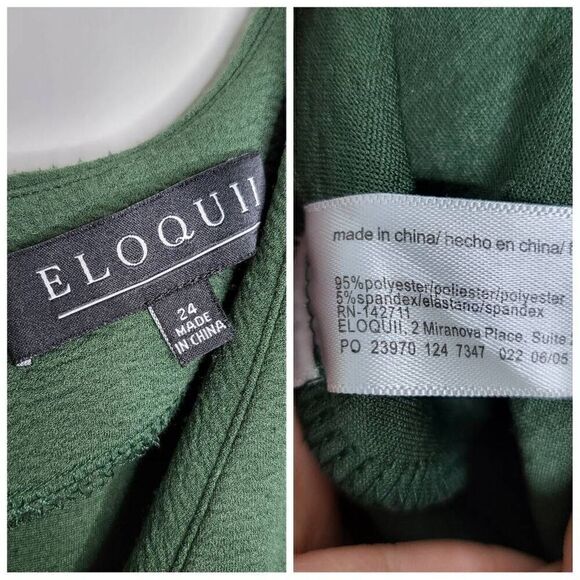 ELOQUII
24
MADE
IN CHINA
made in china/ hecho en china/ f
95%polyester/poliester/polyester
5%spandex/elastano/spandex
RN-142711
ELOQUII, 2 Miranova Place. Suite 2
PO 23970 124 7347 022 06/05